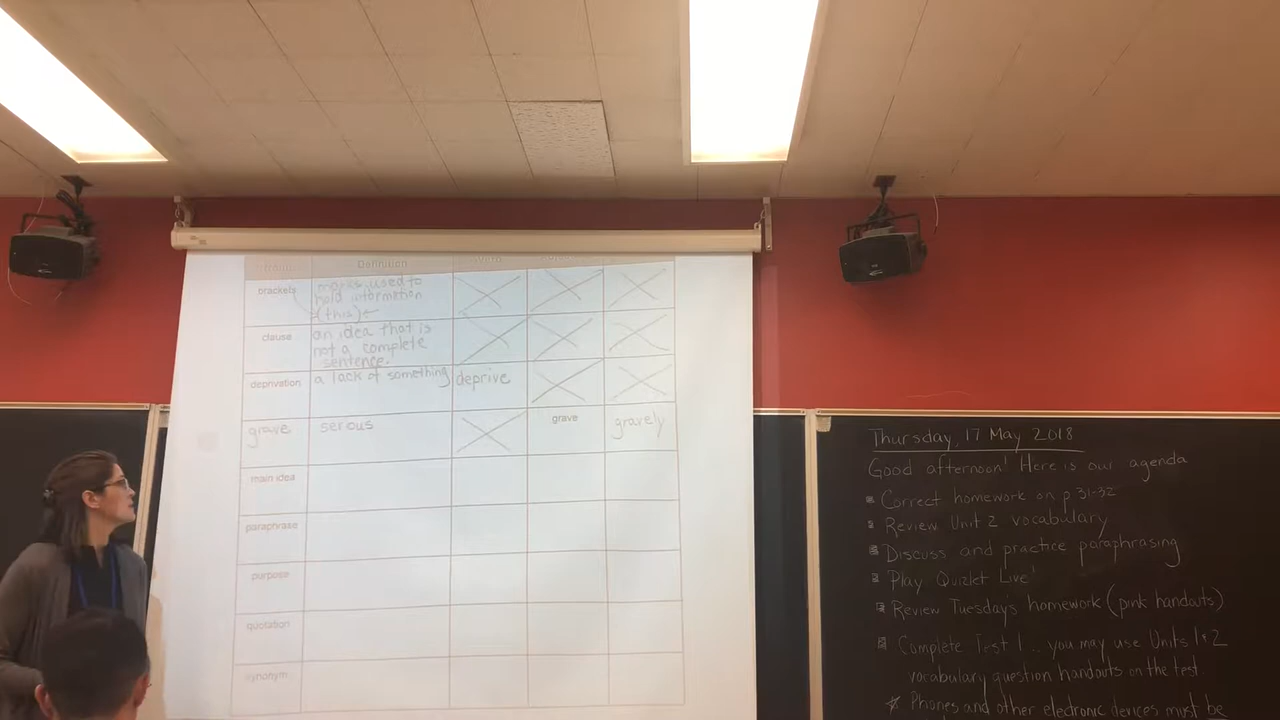 Definition
brackets
marks used to
hold information
(this)
clause
an idea that is
not a complete
sentence.
deprivation
a lack of something
deprive
grave
serous
grave
gravely
main idea
paraphrase
purpose
quotation
synonym
Thursday, 17 May 2018
Good afternoon! Here is our agenda
Correct homework on p 31-32
Review Unit 2 vocabulary
Discuss and practice paraphrasing
Play Quizlet Live!
Review Tuesday's homework (pink handouts)
Complete Test 1... you may use Units 1+2
vocabulary question handouts on the test.
Phones and other electronic devices must be